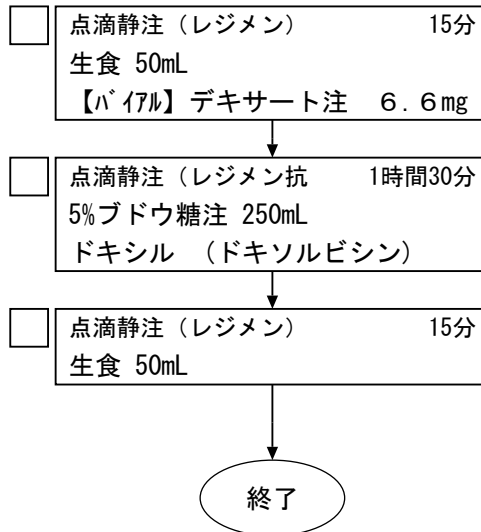 点滴静注（レジメン） 15分
生食 50mL
【ﾊﾞｲｱﾙ】デキサート注 ６.６mg
点滴静注（レジメン抗 1時間30分
5%ブドウ糖注 250mL
ドキシル （ドキソルビシン）
点滴静注（レジメン） 15分
生食 50mL
終了